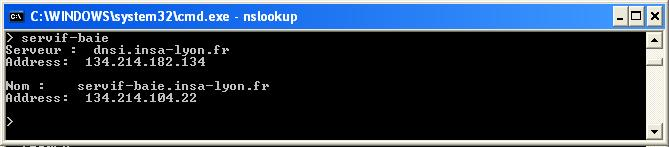 C:\WINDOWS\system32\cmd.exe - nslookup
> servif-baie
Serveur :  dnsi.insa-lyon.fr
Address:  134.214.182.134
Nom :    servif-baie.insa-lyon.fr
Address:  134.214.104.22
>